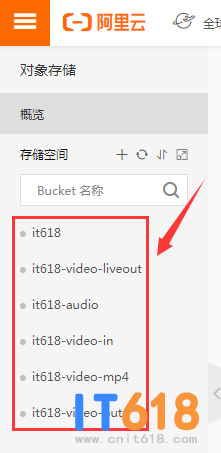 阿里云
全球
对象存储
概览
存储空间
Bucket 名称
it618
it618-video-liveout
it618-audio
it618-video-in
it618-video-mp4
it618-video-out
IT618
www.cnit618.com